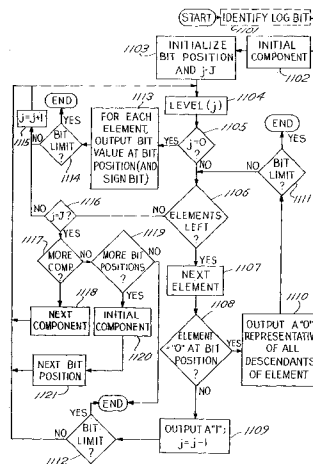 START
IDENTIFY LOG BIT
1101
1103
INITIALIZE
BIT POSITION
AND j=J
INITIAL
COMPONENT
1102
LEVEL (j)
1104
1113
FOR EACH
ELEMENT,
OUTPUT BIT
VALUE AT BIT
POSITION (AND
SIGN BIT)
END
YES
j=j+1
1115
BIT
LIMIT
?
1114
NO
1105
j=0
?
YES
NO
END
YES
BIT
LIMIT
?
1111
NO
1106
ELEMENTS
LEFT ?
NO
YES
1116
j=J ?
NO
YES
1117
MORE
COMP.
?
NO
YES
1119
MORE BIT
POSITIONS
?
NO
YES
1107
NEXT
ELEMENT
1108
ELEMENT
"0" AT BIT
POSITION
?
YES
NO
1110
OUTPUT A "0"
REPRESENTATIVE
OF ALL
DESCENDANTS
OF ELEMENT
1118
NEXT
COMPONENT
INITIAL
COMPONENT
1120
NEXT BIT
POSITION
1121
END
YES
BIT
LIMIT
?
1112
NO
OUTPUT A "1";
j=j-1
1109